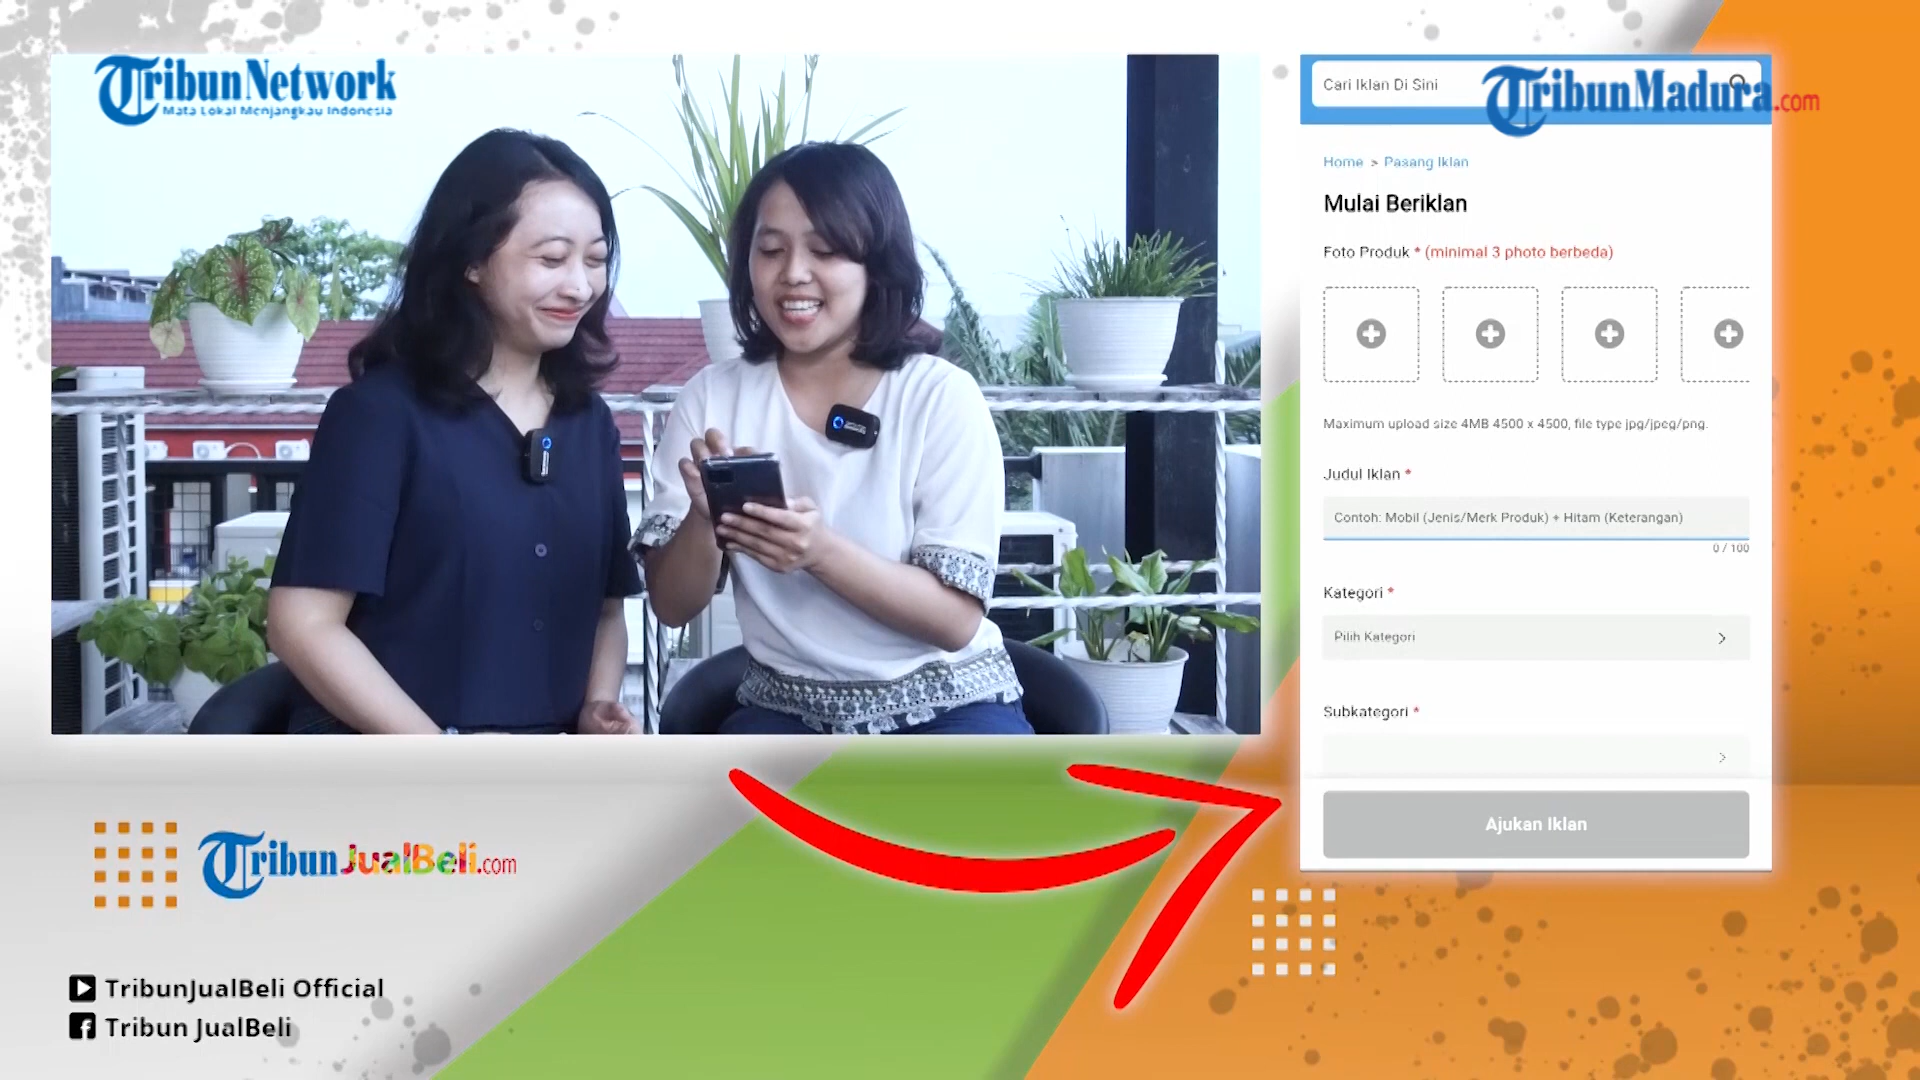 Tribun Network
Mata Lokal Menjangkau Indonesia
Cari Iklan Di Sini
TribunMadura.com
Home > Pasang Iklan
Mulai Beriklan
Foto Produk * (minimal 3 photo berbeda)
Maximum upload size 4MB 4500 x 4500, file type jpg/jpeg/png.
Judul Iklan *
Contoh: Mobil (Jenis/Merk Produk) + Hitam (Keterangan)
0 / 100
Kategori *
Pilih Kategori
Subkategori *
Ajukan Iklan
TribunJualBeli.com
TribunJualBeli Official
Tribun JualBeli